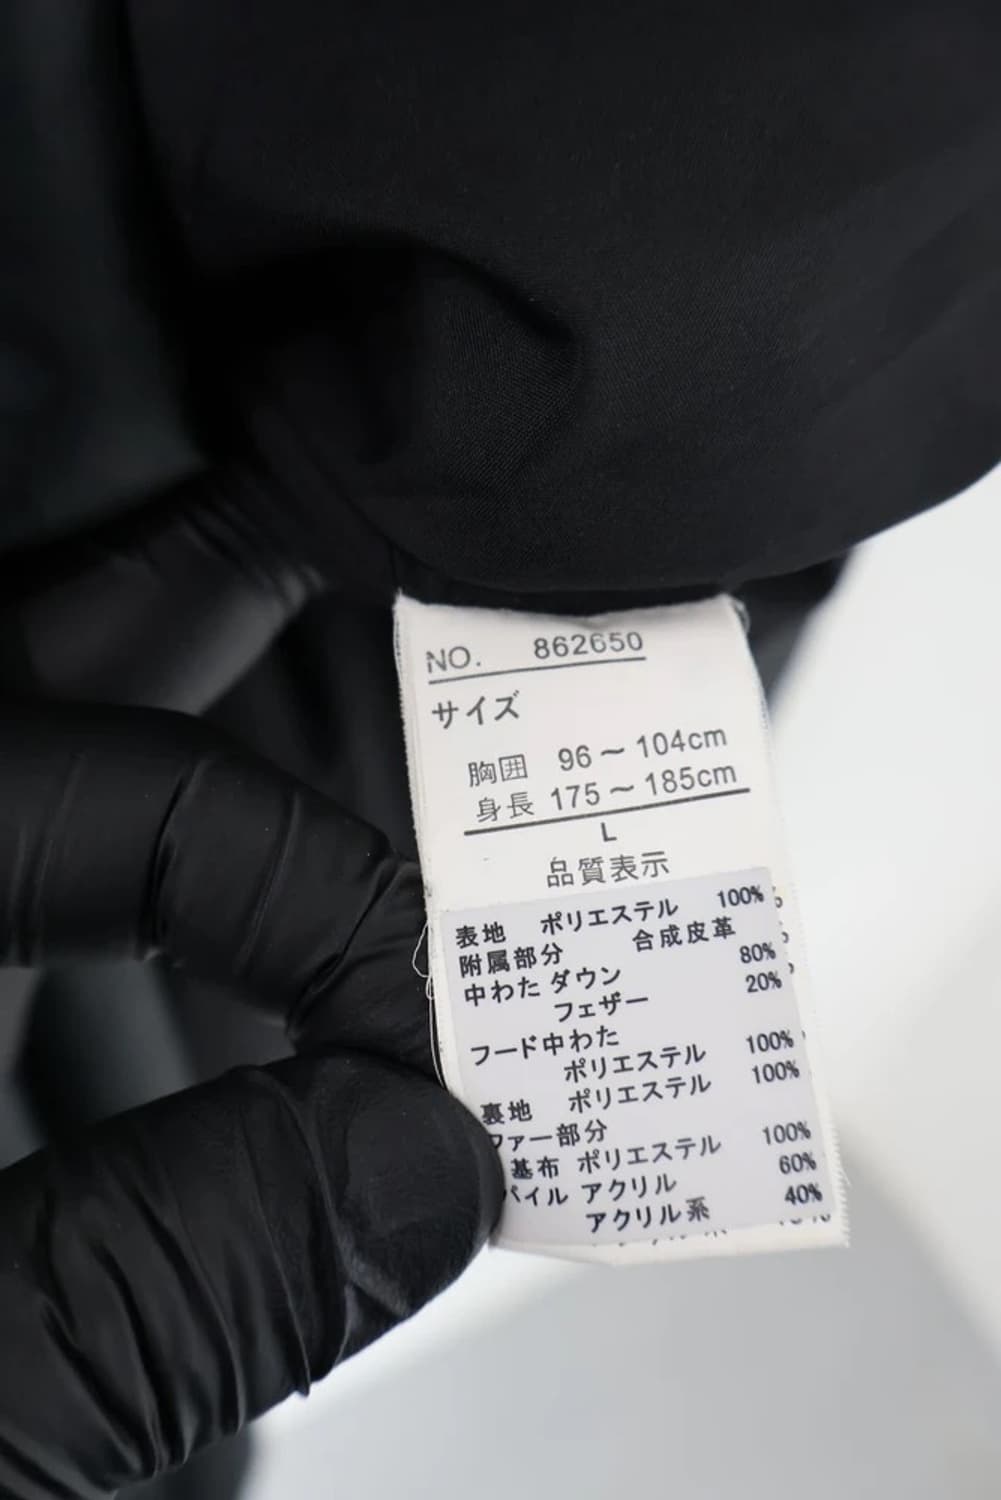 NO. 862650
サイズ
胸囲 96～104cm
身長 175～185cm
L
品質表示
表地 ポリエステル 100%
附属部分 合成皮革
中わた ダウン 80%
フェザー 20%
フード中わた
ポリエステル 100%
裏地 ポリエステル 100%
ファー部分
基布 ポリエステル 100%
パイル アクリル 60%
アクリル系 40%